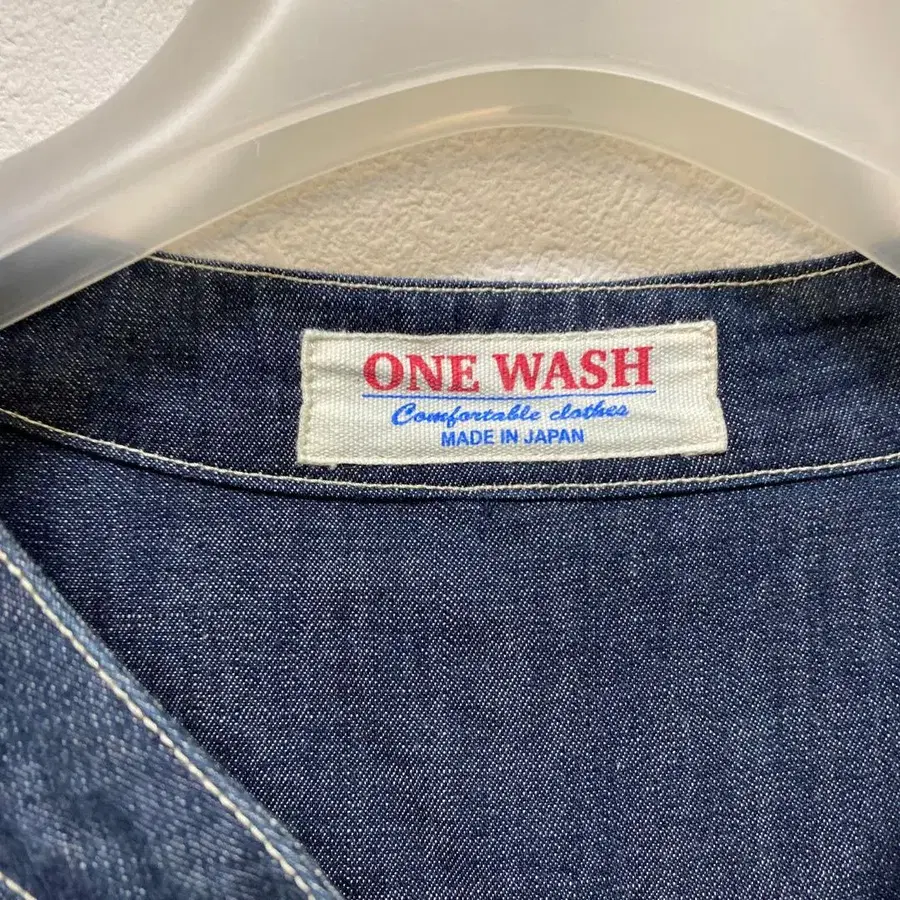 ONE WASH
Comfortable clothes
MADE IN JAPAN